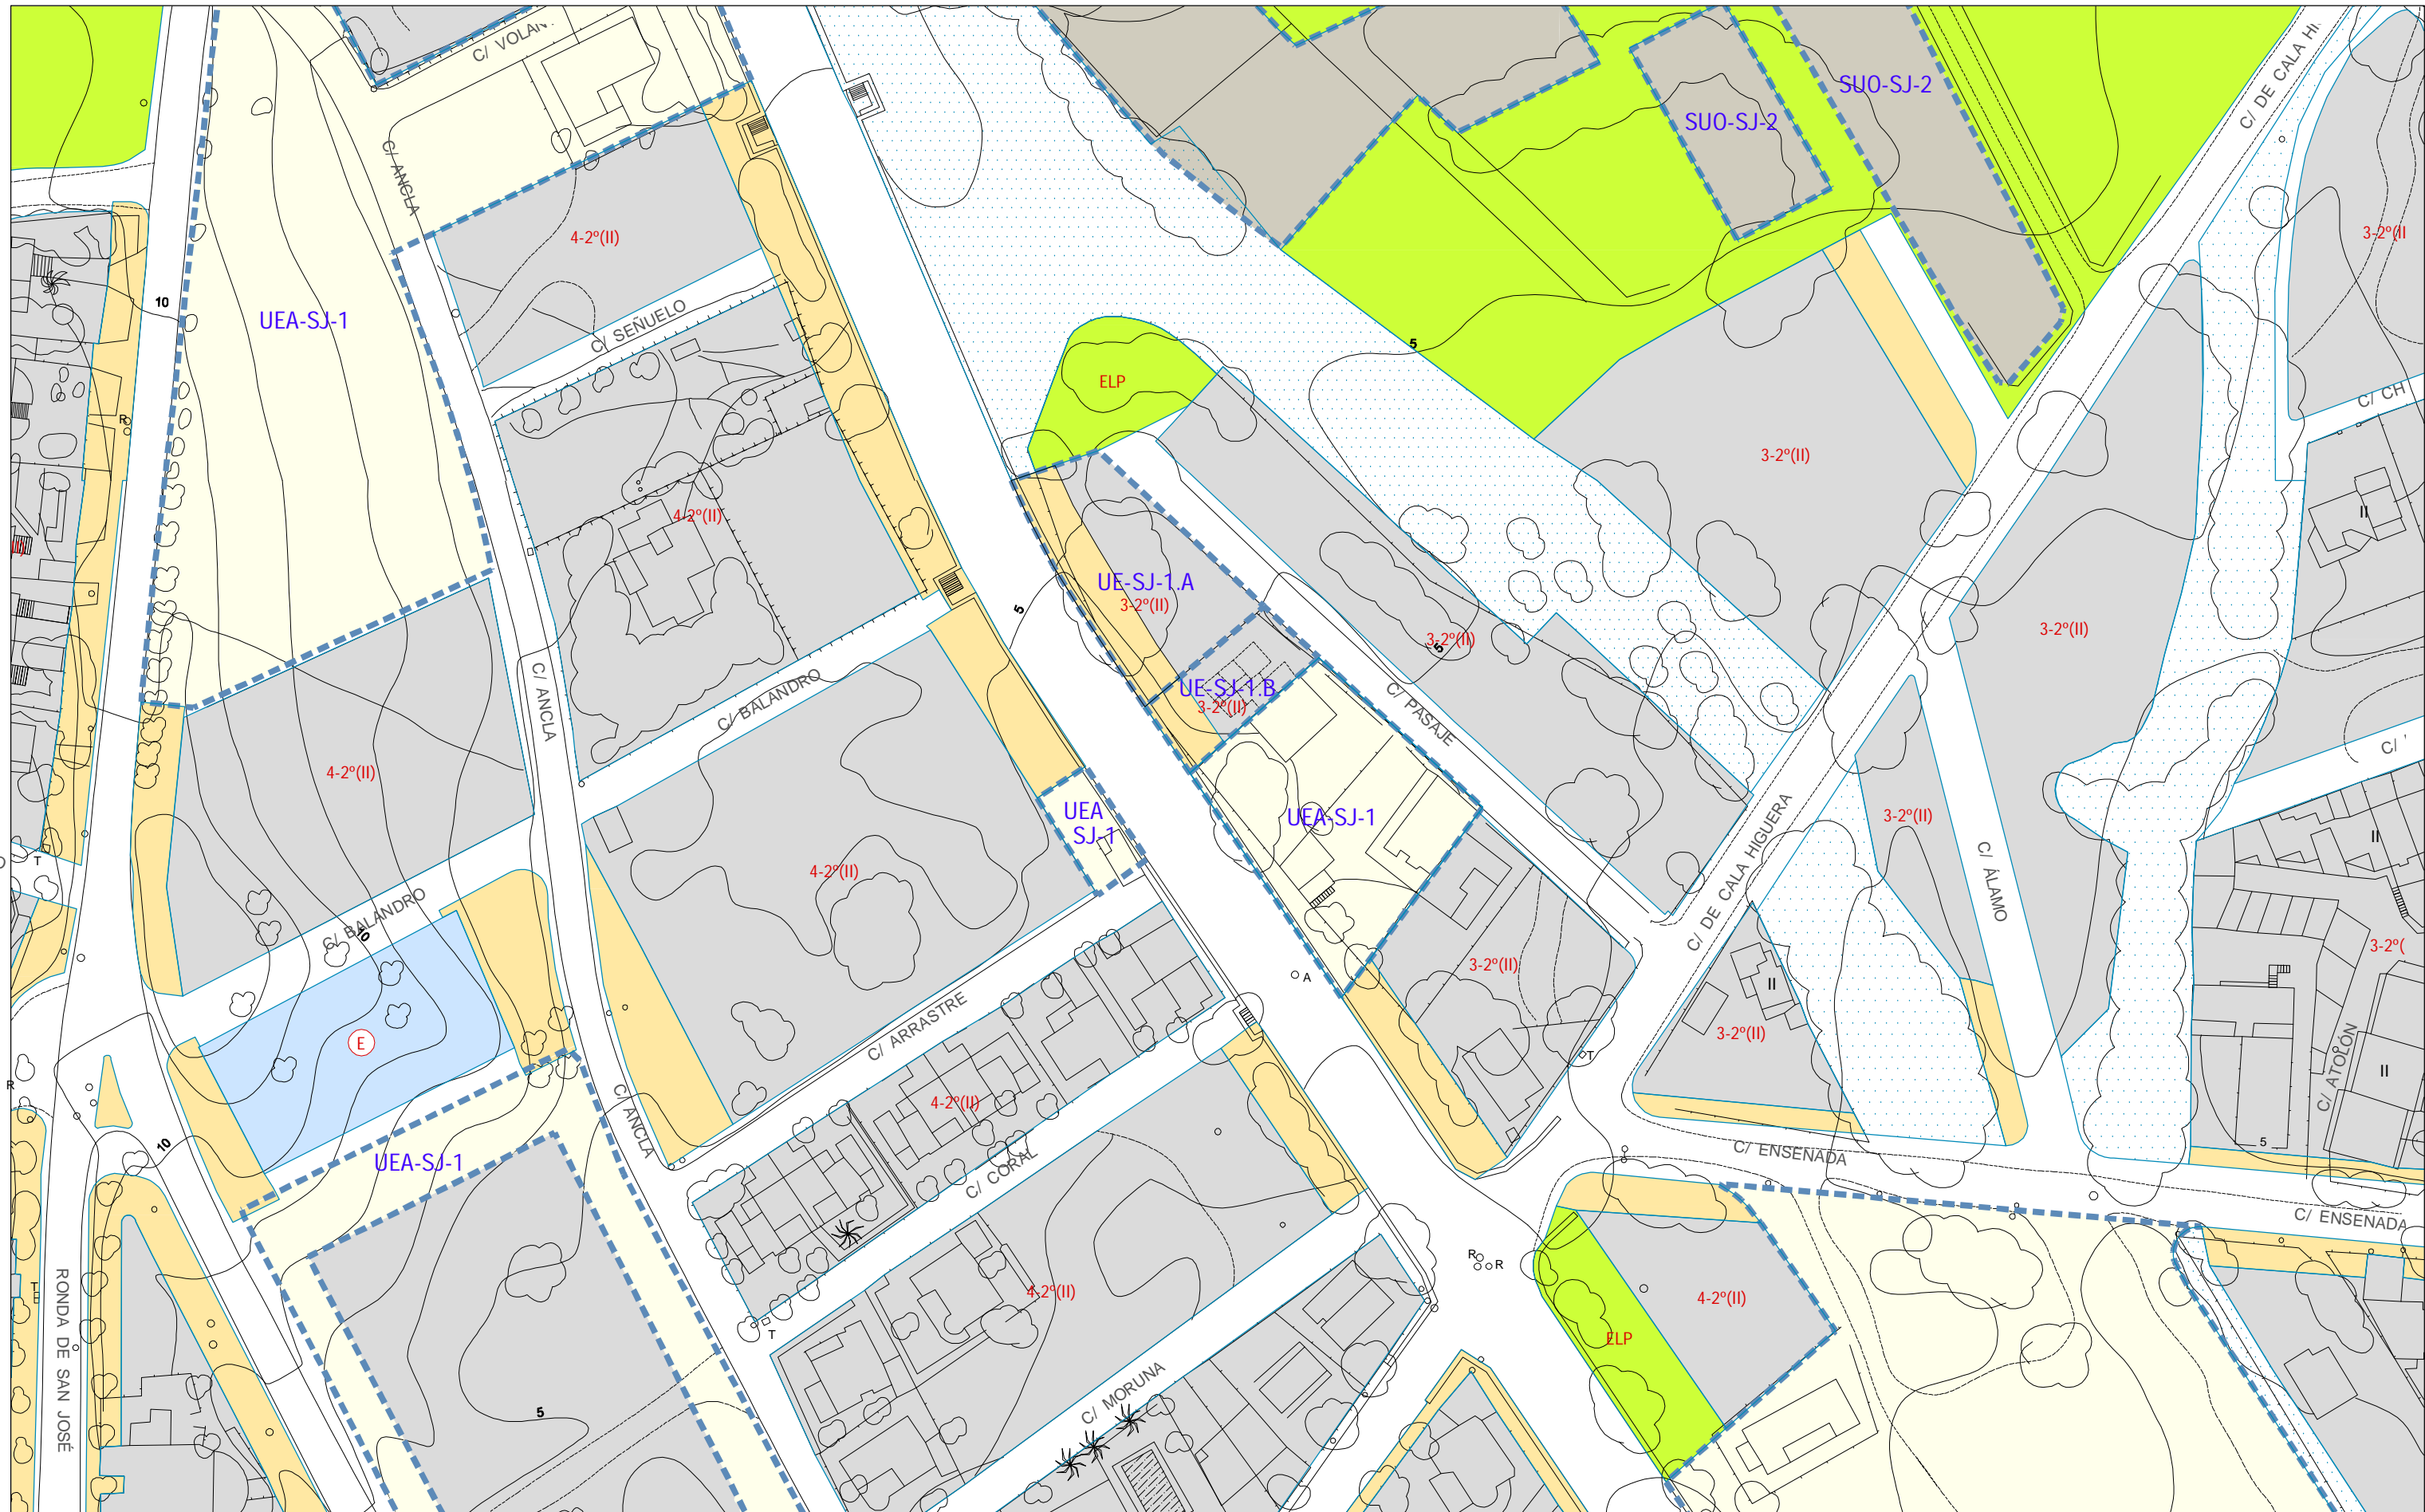 C/ VOLAN
C/ DE CALA HI
SUO-SJ-2
SUO-SJ-2
C/ ANCLA
4-2º(II)
3-2º(II
10
UEA-SJ-1
C/ SEÑUELO
5
ELP
C/ CH
R
3-2º(II)
4-2º(II)
II
UE-SJ-1.A
3-2º(II)
5
3-2º(II)
5
3-2º(II)
C/ ANCLA
C/ BALANDRO
UE-SJ-1.B
3-2º(II)
C/ PASAJE
C/
4-2º(II)
UEA
SJ-1
UEA-SJ-1
C/ DE CALA HIGUERA
3-2º(II)
II
T
4-2º(II)
C/ ÁLAMO
C/ BALANDRO
10
3-2º(
3-2º(II)
A
II
C/ ARRASTRE
E
3-2º(II)
T
C/ ATOLÓN
II
R
4-2º(II)
C/ ANCLA
10
5
UEA-SJ-1
C/ CORAL
C/ ENSENADA
C/ ENSENADA
R
R
T
RONDA DE SAN JOSÉ
4-2º(II)
4-2º(II)
T
ELP
C/ MORUNA
5